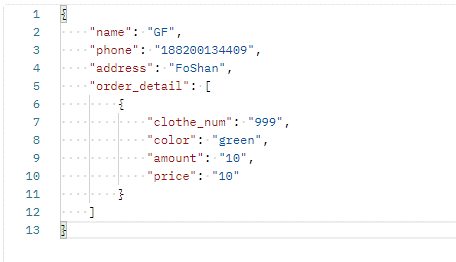 1 {
2 "name": "GF",
3 "phone": "188200134409",
4 "address": "FoShan",
5 "order_detail": [
6 {
7 "clothe_num": "999",
8 "color": "green",
9 "amount": "10",
10 "price": "10"
11 }
12 ]
13 }